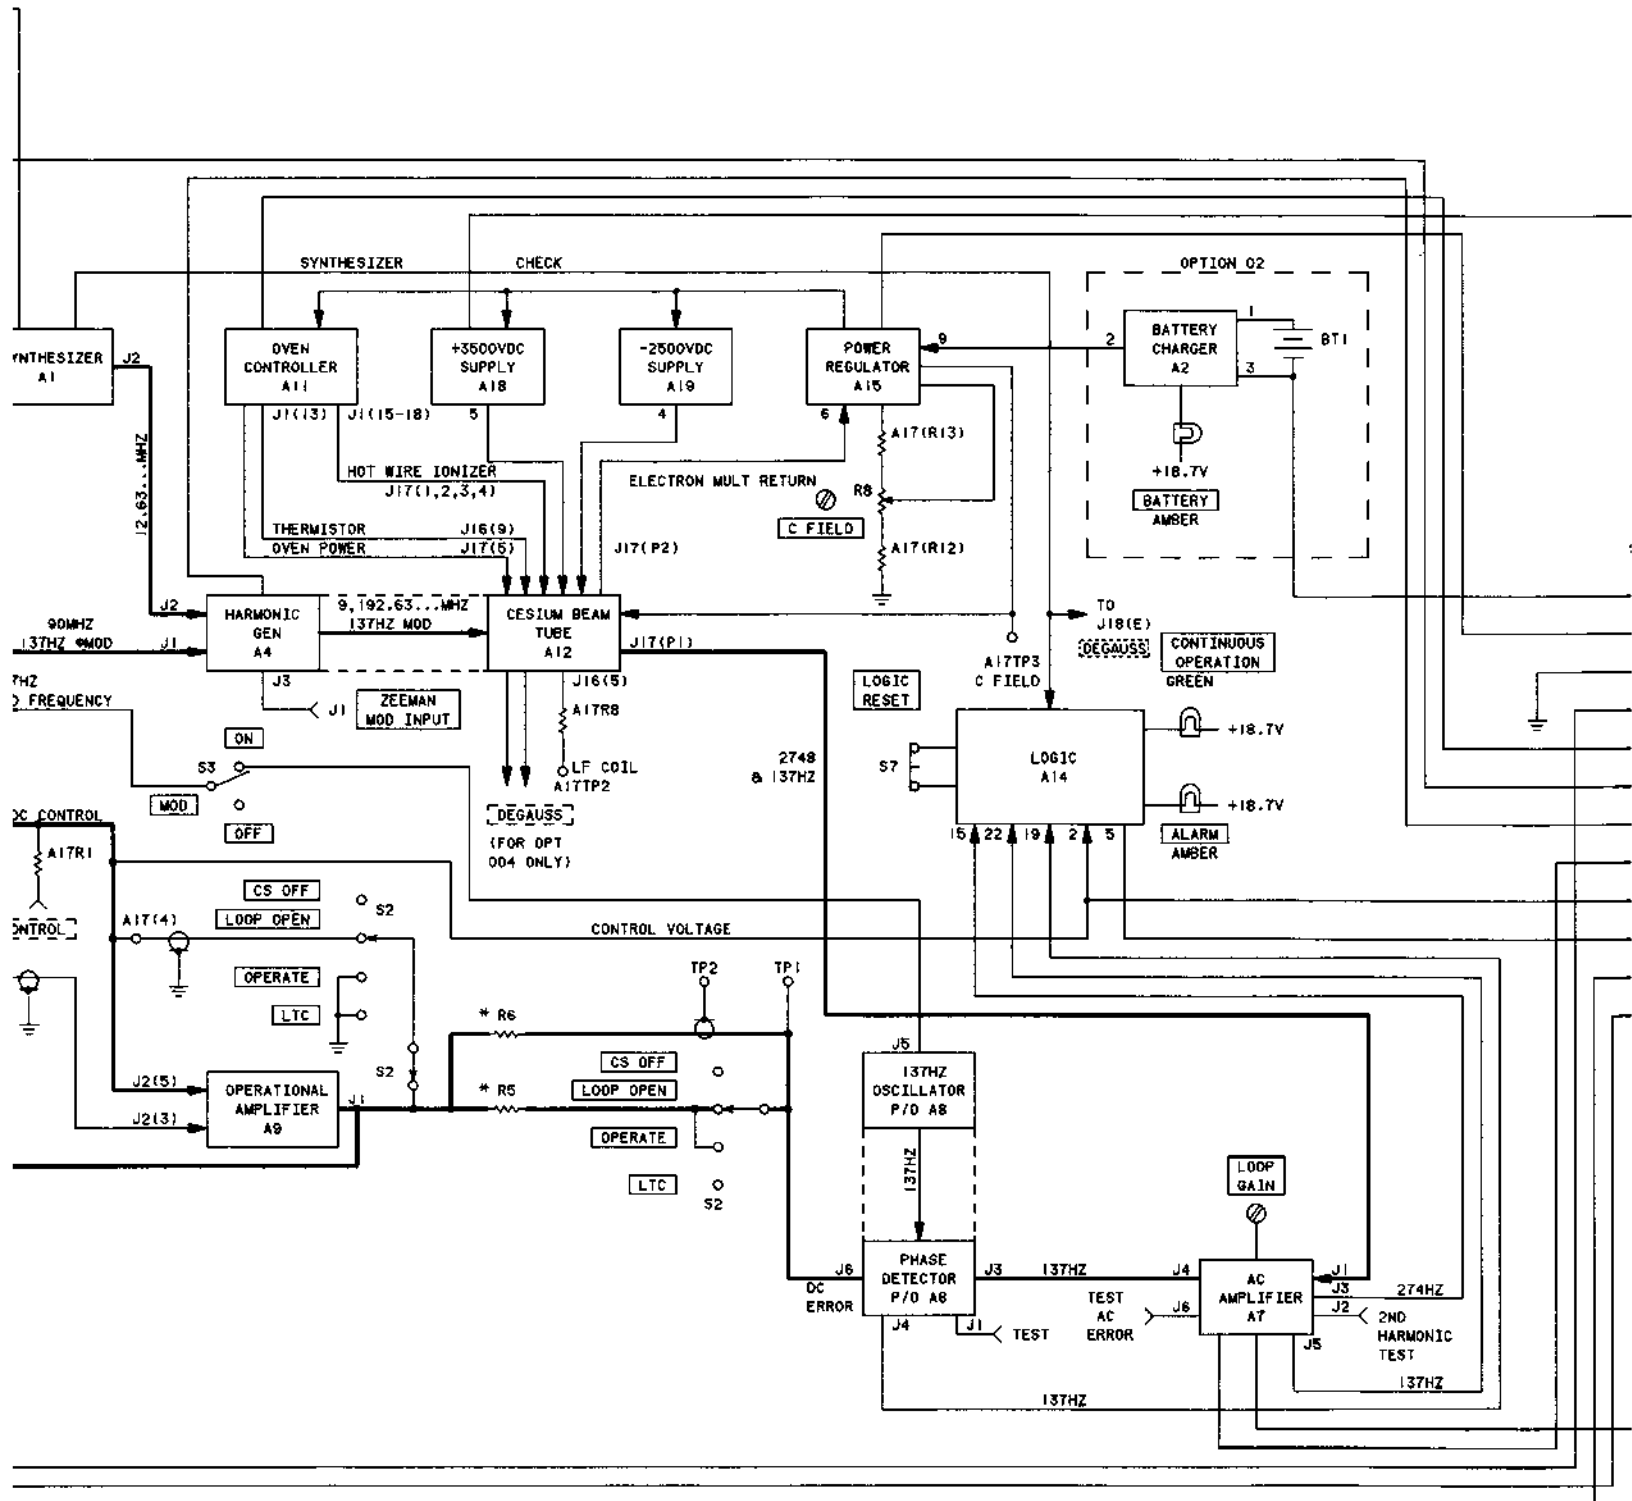 SYNTHESIZER CHECK
OPTION 02
YNTHESIZER
A1
J2
OVEN
CONTROLLER
A11
J1(13)
J1(15-18)
+3500VDC
SUPPLY
A18
5
-2500VDC
SUPPLY
A19
4
POWER
REGULATOR
A15
9
6
2
BATTERY
CHARGER
A2
1
3
BT1
+18.7V
BATTERY
AMBER
12.63...MHZ
HOT WIRE IONIZER
J17(1,2,3,4)
ELECTRON MULT RETURN
A17(R13)
R8
C FIELD
A17(R12)
THERMISTOR
J16(9)
OVEN POWER
J17(5)
J17(P2)
J2
90MHZ
137HZ ΦMOD
J1
HARMONIC
GEN
A4
J3
9,192.63...MHZ
137HZ MOD
CESIUM BEAM
TUBE
A12
J17(P1)
J16(5)
TO
J18(E)
DEGAUSS
CONTINUOUS
OPERATION
GREEN
A17TP3
C FIELD
LOGIC
RESET
7HZ
D FREQUENCY
J1
ZEEMAN
MOD INPUT
A17R8
LF COIL
A17TP2
DEGAUSS
(FOR OPT
004 ONLY)
ON
S3
MOD
OFF
2748
& 137HZ
S7
LOGIC
A14
+18.7V
+18.7V
15
22
19
2
5
ALARM
AMBER
DC CONTROL
A17R1
ONTROL
A17(4)
CS OFF
LOOP OPEN
S2
OPERATE
LTC
CONTROL VOLTAGE
TP2
TP1
* R6
S2
J2(5)
J2(3)
OPERATIONAL
AMPLIFIER
A9
J1
* R5
CS OFF
LOOP OPEN
OPERATE
LTC
S2
J5
137HZ
OSCILLATOR
P/O A8
137HZ
PHASE
DETECTOR
P/O A8
J6
DC
ERROR
J4
J1
TEST
J3
137HZ
J4
TEST
AC
ERROR
J6
LOOP
GAIN
AC
AMPLIFIER
A7
J1
J3
274HZ
J2
2ND
HARMONIC
TEST
J5
137HZ
137HZ